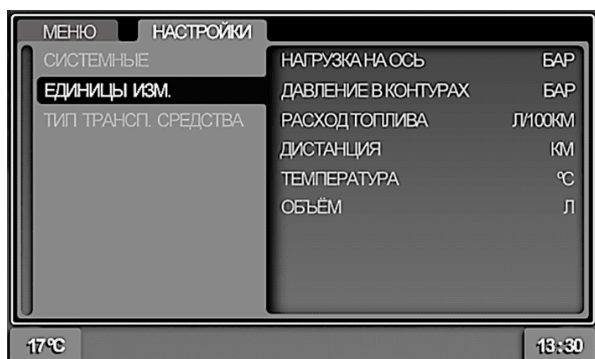 МЕНЮ НАСТРОЙКИ
СИСТЕМНЫЕ
ЕДИНИЦЫ ИЗМ.
ТИП ТРАНСП. СРЕДСТВА
НАГРУЗКА НА ОСЬ БАР
ДАВЛЕНИЕ В КОНТУРАХ БАР
РАСХОД ТОПЛИВА Л/100КМ
ДИСТАНЦИЯ КМ
ТЕМПЕРАТУРА °C
ОБЪЁМ Л
17°C 13:30